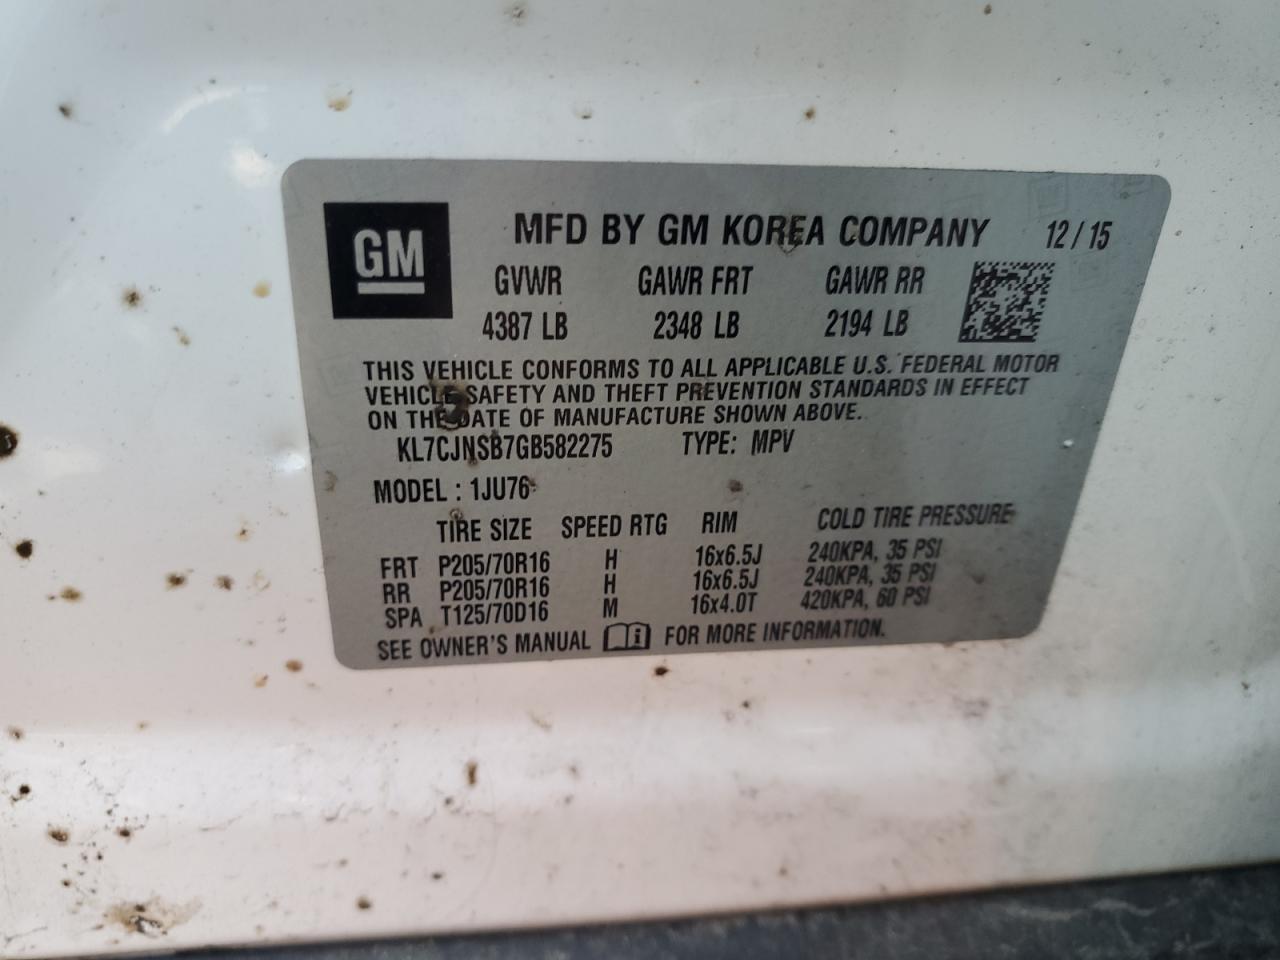 GM
MFD BY GM KOREA COMPANY 12/15
GVWR GAWR FRT GAWR RR
4387 LB 2348 LB 2194 LB
THIS VEHICLE CONFORMS TO ALL APPLICABLE U.S. FEDERAL MOTOR
VEHICLE SAFETY AND THEFT PREVENTION STANDARDS IN EFFECT
ON THE DATE OF MANUFACTURE SHOWN ABOVE.
KL7CJNSB7GB582275 TYPE: MPV
MODEL : 1JU76
TIRE SIZE SPEED RTG RIM COLD TIRE PRESSURE
FRT P205/70R16 H 16x6.5J 240KPA, 35 PSI
RR P205/70R16 H 16x6.5J 240KPA, 35 PSI
SPA T125/70D16 M 16x4.0T 420KPA, 60 PSI
SEE OWNER'S MANUAL i FOR MORE INFORMATION.